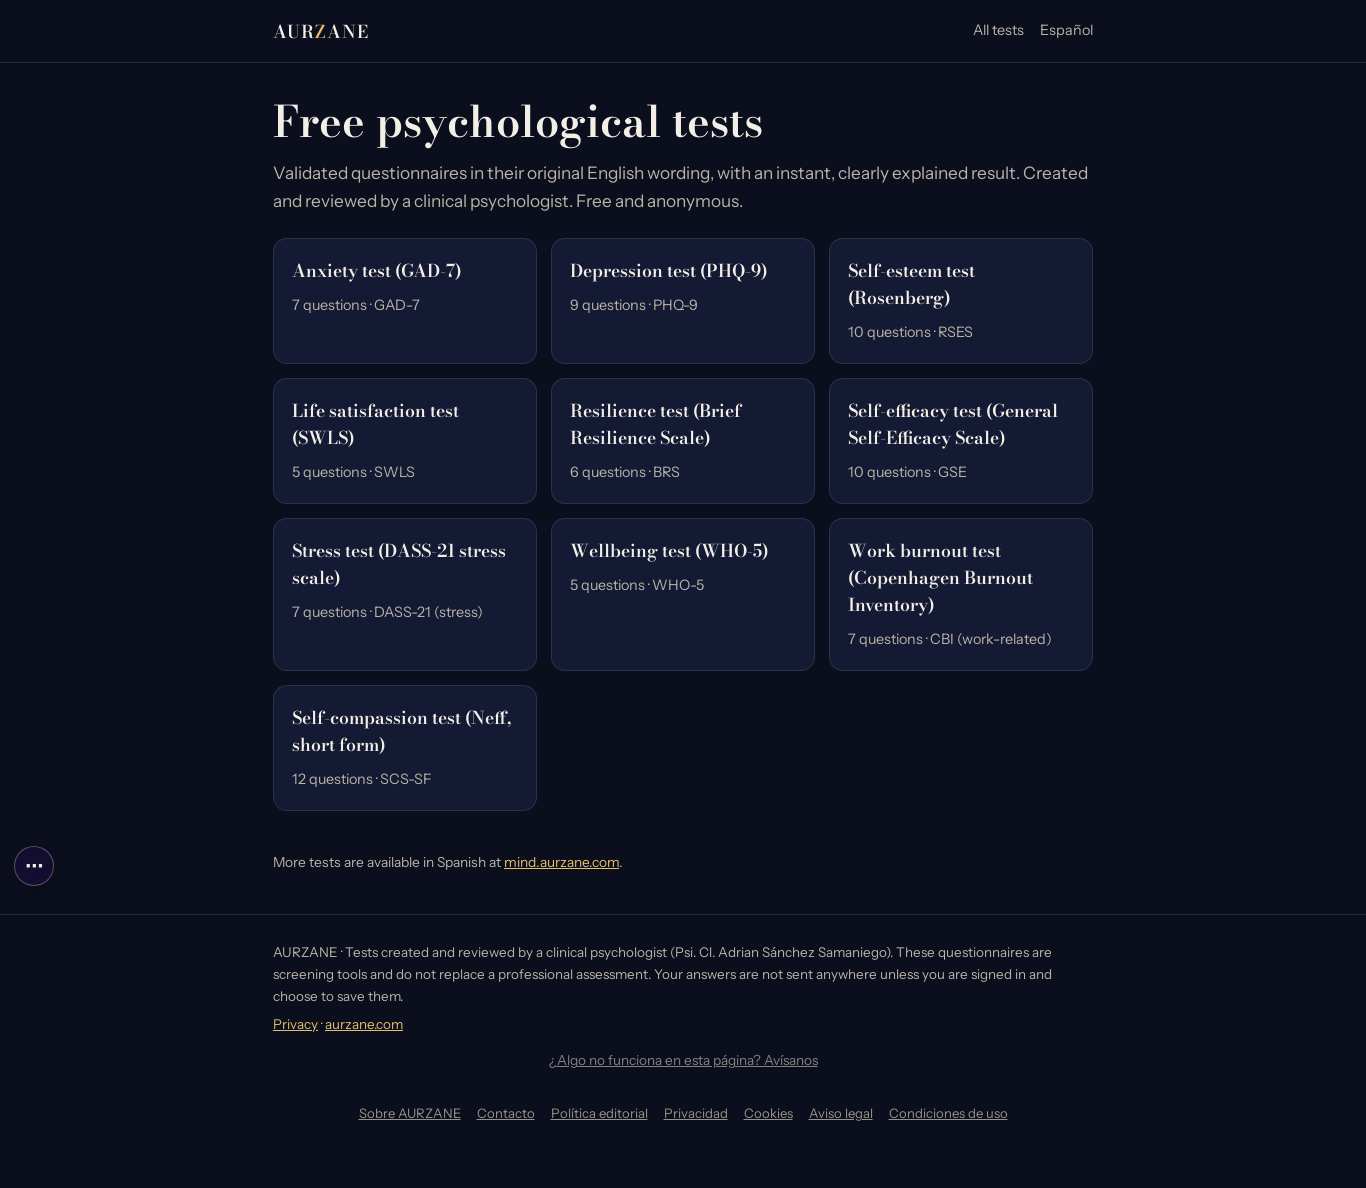 AURZANE
All tests
Español
Free psychological tests
Validated questionnaires in their original English wording, with an instant, clearly explained result. Created
and reviewed by a clinical psychologist. Free and anonymous.
Anxiety test (GAD-7)
7 questions · GAD-7
Depression test (PHQ-9)
9 questions · PHQ-9
Self-esteem test
(Rosenberg)
10 questions · RSES
Life satisfaction test
(SWLS)
5 questions · SWLS
Resilience test (Brief
Resilience Scale)
6 questions · BRS
Self-efficacy test (General
Self-Efficacy Scale)
10 questions · GSE
Stress test (DASS-21 stress
scale)
7 questions · DASS-21 (stress)
Wellbeing test (WHO-5)
5 questions · WHO-5
Work burnout test
(Copenhagen Burnout
Inventory)
7 questions · CBI (work-related)
Self-compassion test (Neff,
short form)
12 questions · SCS-SF
More tests are available in Spanish at mind.aurzane.com.
AURZANE · Tests created and reviewed by a clinical psychologist (Psi. Cl. Adrian Sánchez Samaniego). These questionnaires are
screening tools and do not replace a professional assessment. Your answers are not sent anywhere unless you are signed in and
choose to save them.
Privacy · aurzane.com
¿Algo no funciona en esta página? Avísanos
Sobre AURZANE
Contacto
Política editorial
Privacidad
Cookies
Aviso legal
Condiciones de uso